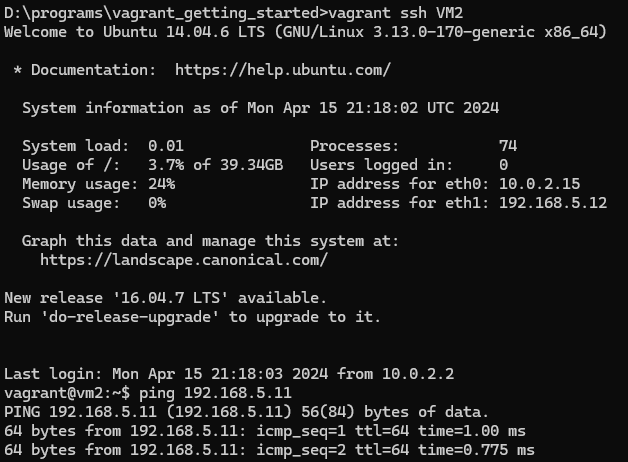 D:\programs\vagrant_getting_started>vagrant ssh VM2
Welcome to Ubuntu 14.04.6 LTS (GNU/Linux 3.13.0-170-generic x86_64)
* Documentation:  https://help.ubuntu.com/
System information as of Mon Apr 15 21:18:02 UTC 2024
System load:  0.01              Processes:           74
Usage of /:   3.7% of 39.34GB   Users logged in:     0
Memory usage: 24%               IP address for eth0: 10.0.2.15
Swap usage:   0%                IP address for eth1: 192.168.5.12
Graph this data and manage this system at:
https://landscape.canonical.com/
New release '16.04.7 LTS' available.
Run 'do-release-upgrade' to upgrade to it.
Last login: Mon Apr 15 21:18:03 2024 from 10.0.2.2
vagrant@vm2:~$ ping 192.168.5.11
PING 192.168.5.11 (192.168.5.11) 56(84) bytes of data.
64 bytes from 192.168.5.11: icmp_seq=1 ttl=64 time=1.00 ms
64 bytes from 192.168.5.11: icmp_seq=2 ttl=64 time=0.775 ms